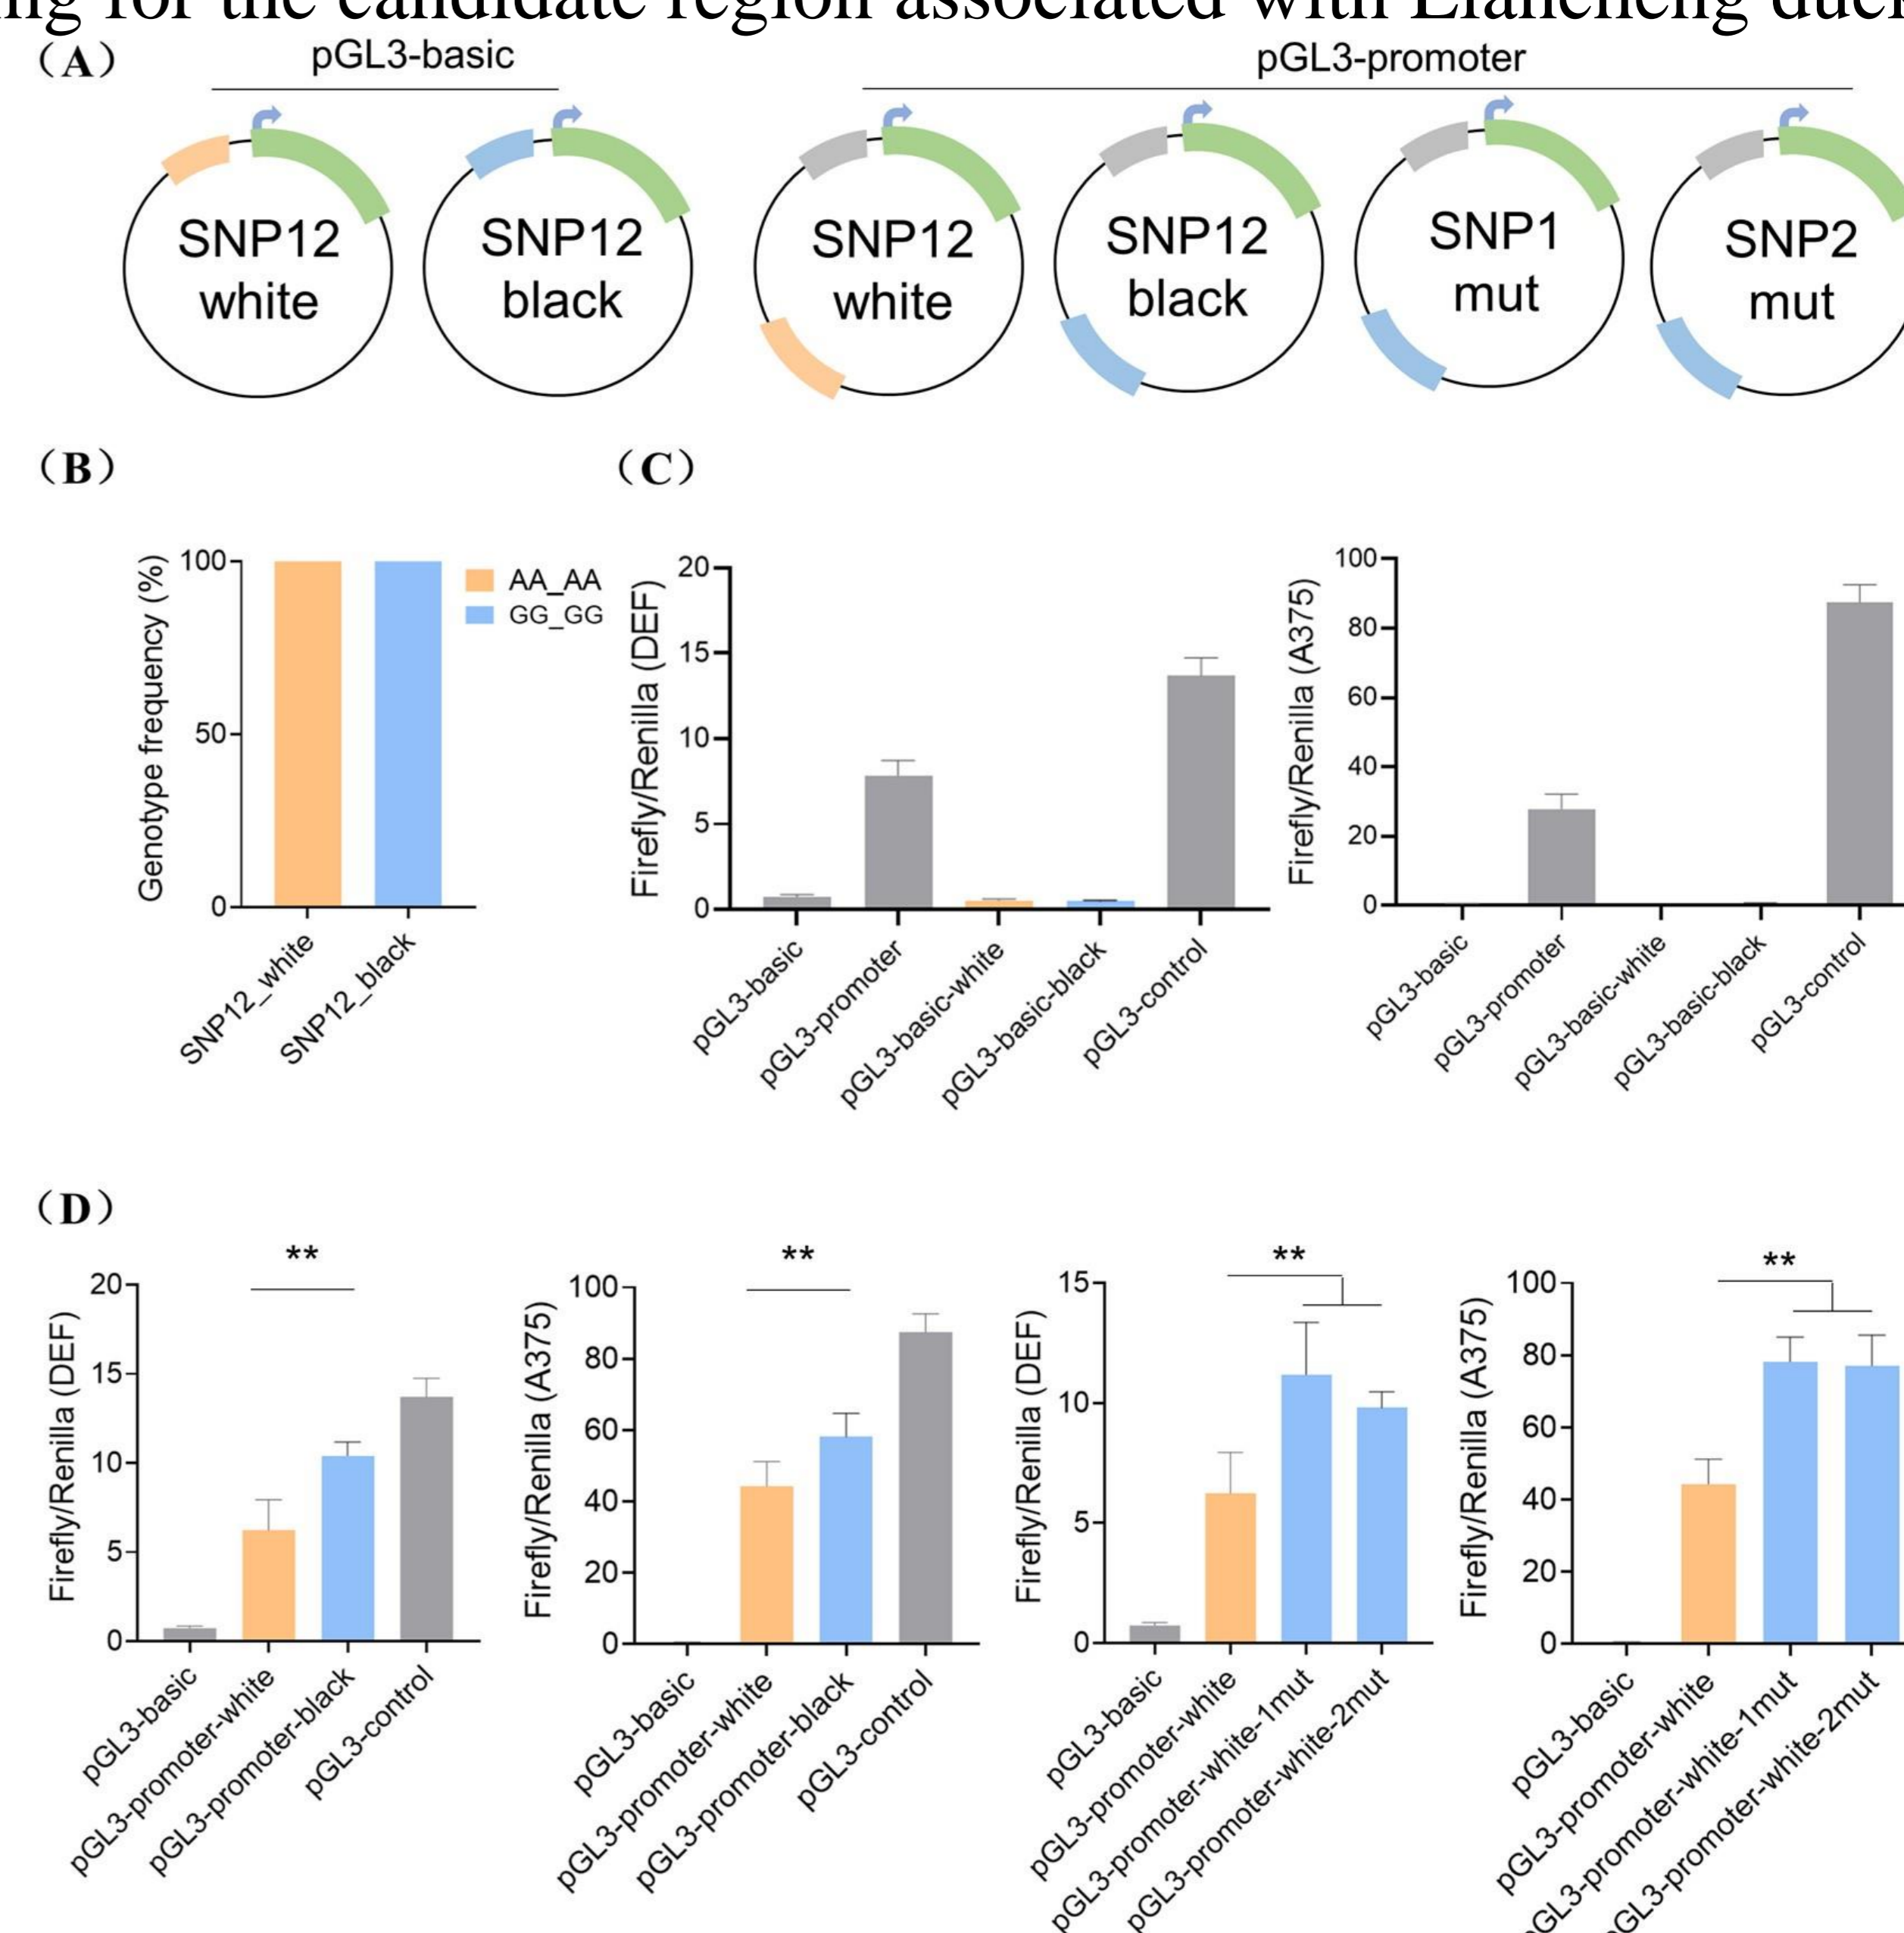 for the candidate region associated with
(A)
pGL3-basic
pGL3-promoter
SNP12
white
SNP12
black
SNP12
white
SNP12
black
SNP1
mut
SNP2
mut
(B)
Genotype frequency (%)
100
50
0
SNP12_white
SNP12_black
AA_AA
GG_GG
(C)
Firefly/Renilla (DEF)
20
15
10
5
0
pGL3-basic
pGL3-promoter
pGL3-basic-white
pGL3-basic-black
pGL3-control
Firefly/Renilla (A375)
100
80
60
40
20
0
pGL3-basic
pGL3-promoter
pGL3-basic-white
pGL3-basic-black
pGL3-control
(D)
**
Firefly/Renilla (DEF)
20
15
10
5
0
pGL3-basic
pGL3-promoter-white
pGL3-promoter-black
pGL3-control
**
Firefly/Renilla (A375)
100
80
60
40
20
0
pGL3-basic
pGL3-promoter-white
pGL3-promoter-black
pGL3-control
**
Firefly/Renilla (DEF)
15
10
5
0
pGL3-basic
pGL3-promoter-white
pGL3-promoter-white-1mut
pGL3-promoter-white-2mut
**
Firefly/Renilla (A375)
100
80
60
40
20
0
pGL3-basic
pGL3-promoter-white
pGL3-promoter-white-1mut
pGL3-promoter-white-2mut